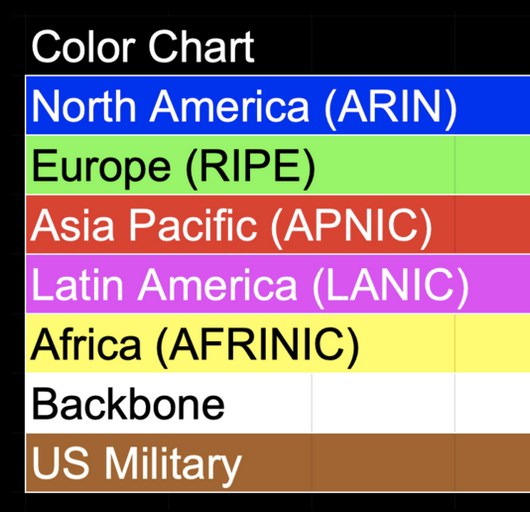 Color Chart
North America (ARIN)
Europe (RIPE)
Asia Pacific (APNIC)
Latin America (LANIC)
Africa (AFRINIC)
Backbone
US Military